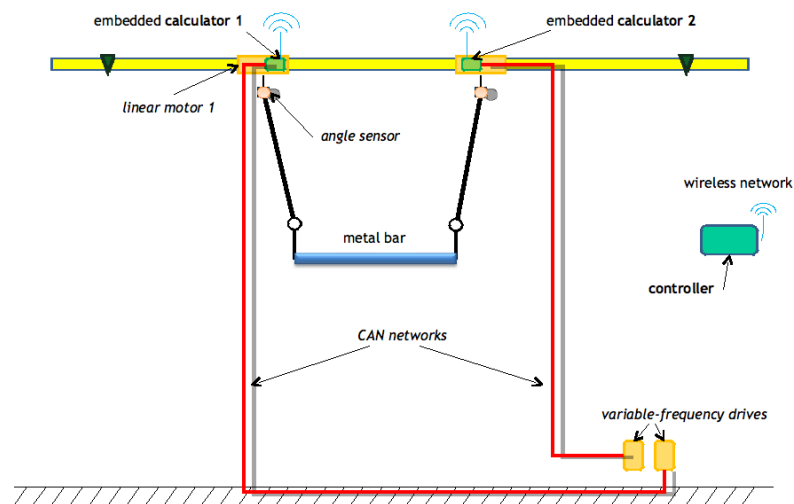 embedded calculator 1
embedded calculator 2
linear motor 1
angle sensor
wireless network
metal bar
controller
CAN networks
variable-frequency drives